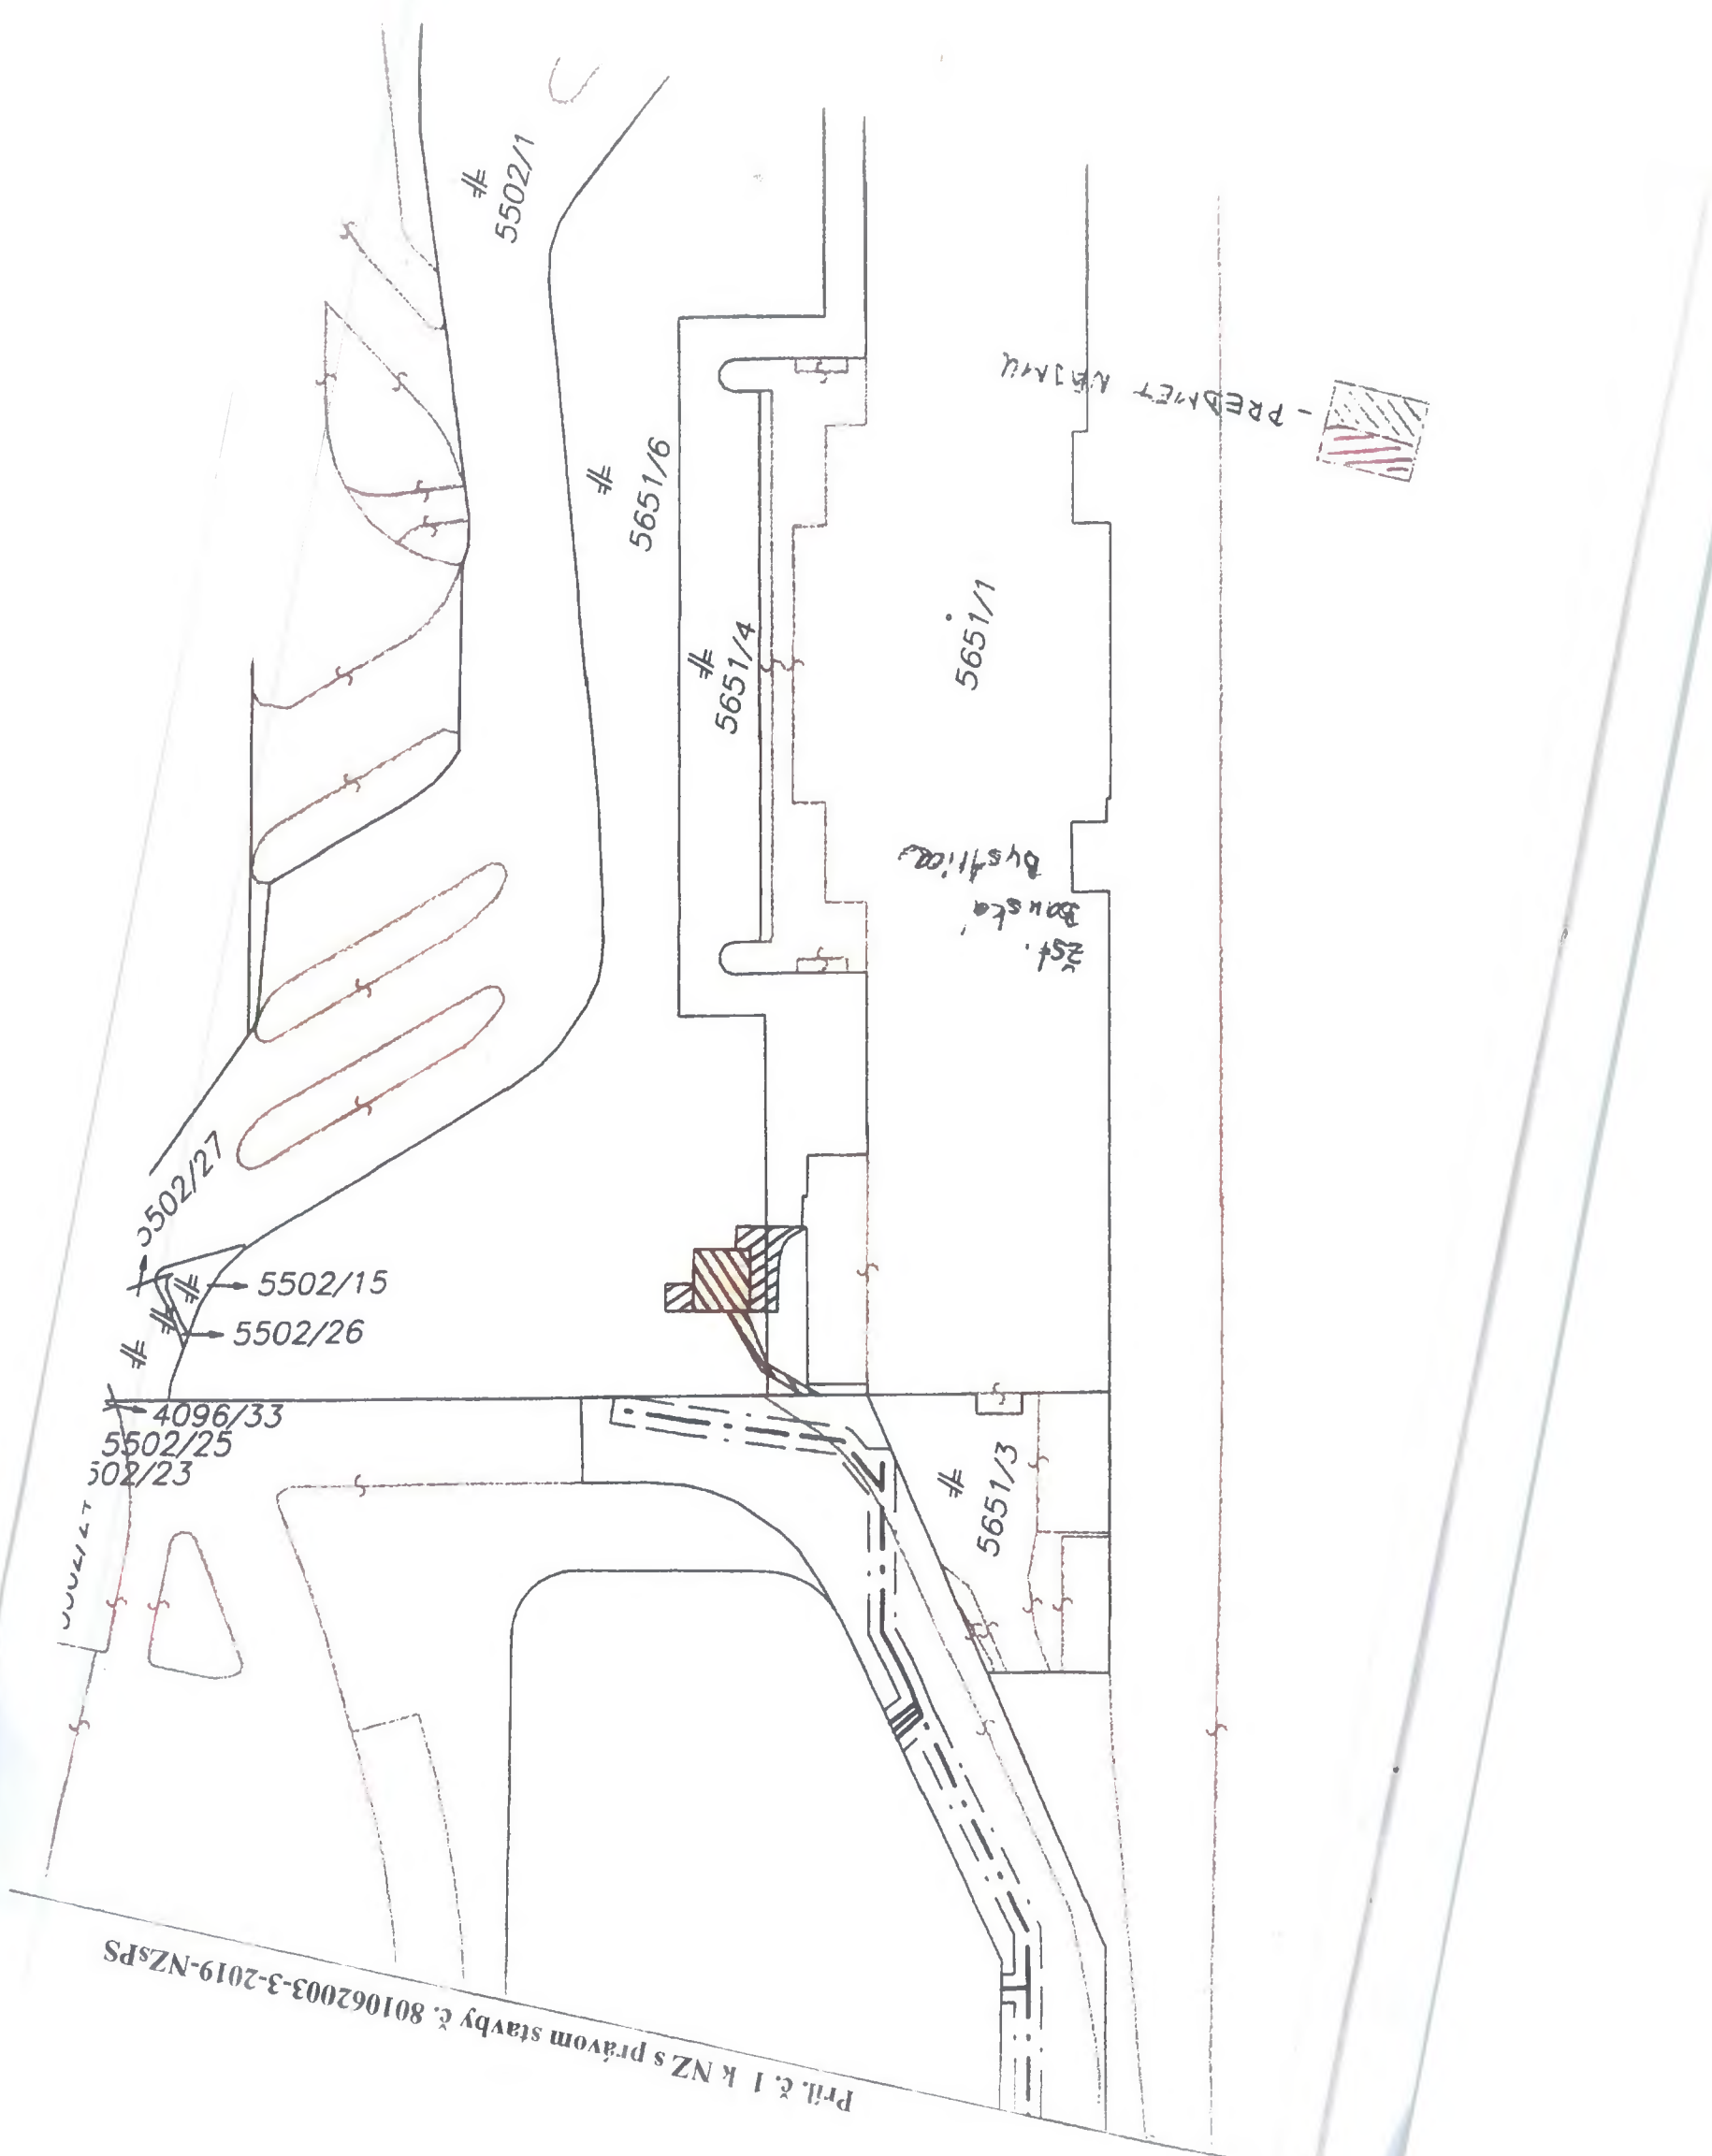 5502/1
5651/6
5651/4
5651/1
- PREDMET NÁJMU
žst.
Banská
Bystrica
5502/27
5502/15
5502/26
4096/33
5502/25
502/23
5651/3
Príl. č. 1 k NZ s právom stavby č. 801062003-3-2019-NZsPS